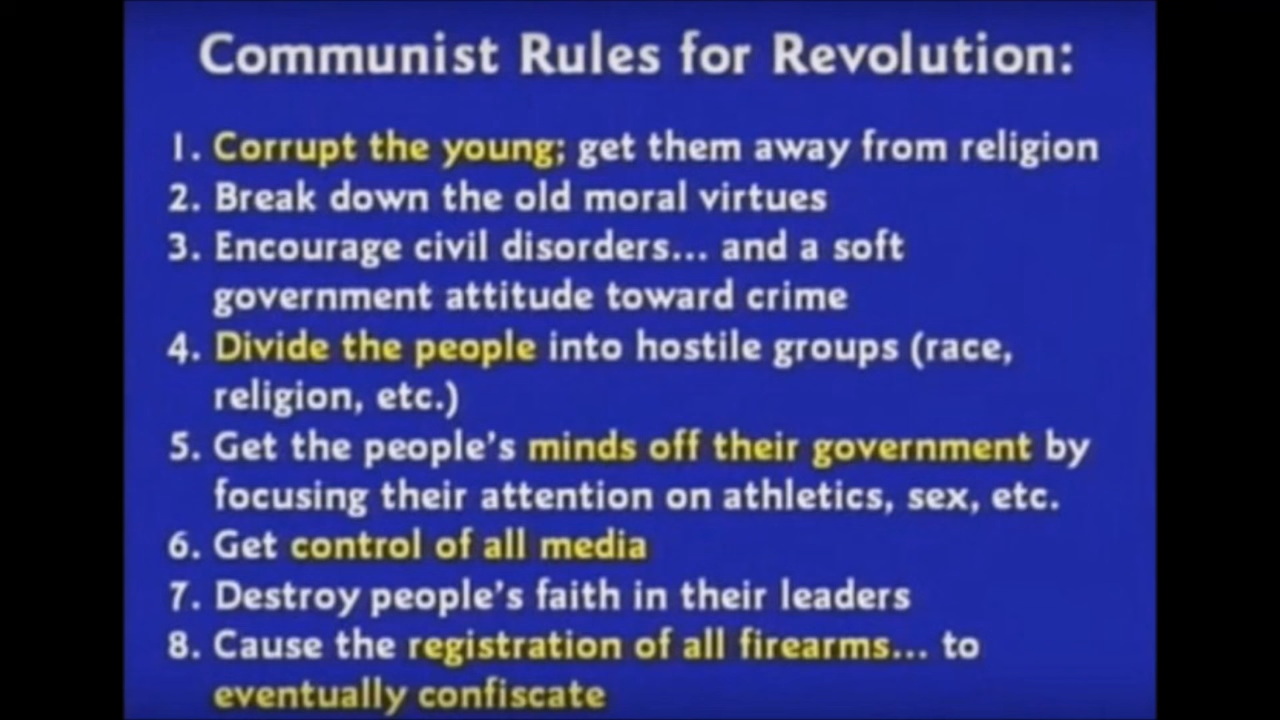 Communist Rules for Revolution:
1. Corrupt the young; get them away from religion
2. Break down the old moral virtues
3. Encourage civil disorders... and a soft
government attitude toward crime
4. Divide the people into hostile groups (race,
religion, etc.)
5. Get the people's minds off their government by
focusing their attention on athletics, sex, etc.
6. Get control of all media
7. Destroy people's faith in their leaders
8. Cause the registration of all firearms... to
eventually confiscate